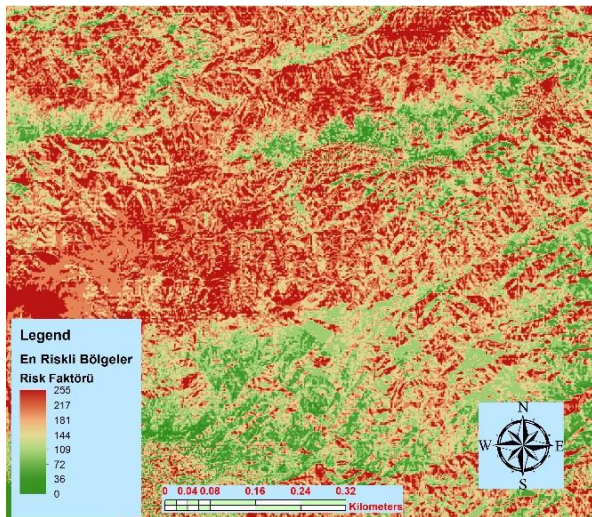 Legend
En Riskli Bölgeler
Risk Faktörü
255
217
181
144
109
72
36
0
N
W E
S
0 0.04 0.08 0.16 0.24 0.32
Kilometers